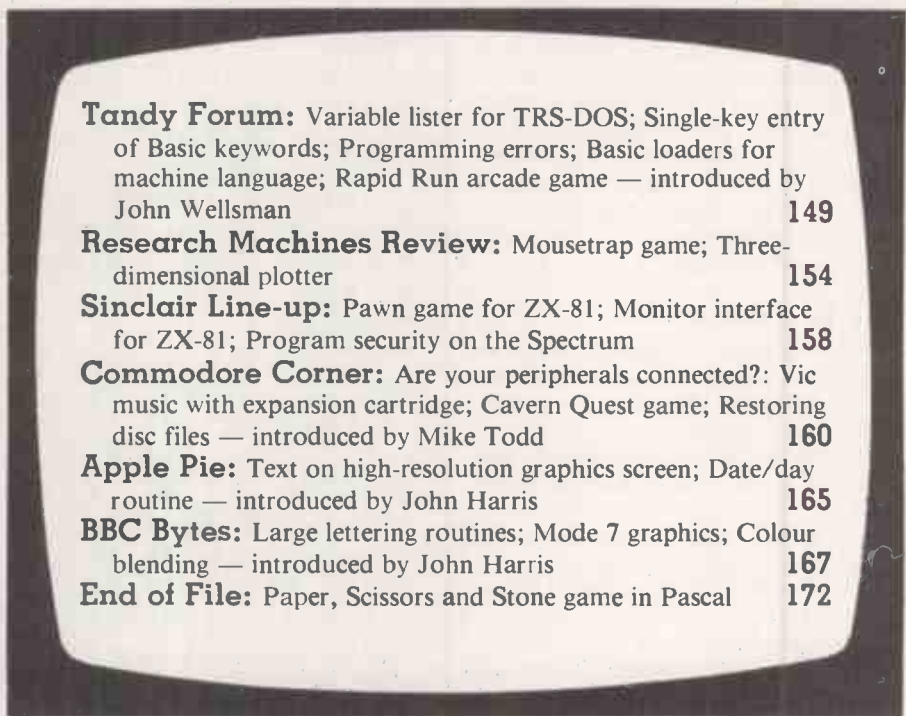 Tandy Forum: Variable lister for TRS-DOS; Single-key entry
of Basic keywords; Programming errors; Basic loaders for
machine language; Rapid Run arcade game — introduced by
John Wellsman 149
Research Machines Review: Mousetrap game; Three-
dimensional plotter 154
Sinclair Line-up: Pawn game for ZX-81; Monitor interface
for ZX-81; Program security on the Spectrum 158
Commodore Corner: Are your peripherals connected?: Vic
music with expansion cartridge; Cavern Quest game; Restoring
disc files — introduced by Mike Todd 160
Apple Pie: Text on high-resolution graphics screen; Date/day
routine — introduced by John Harris 165
BBC Bytes: Large lettering routines; Mode 7 graphics; Colour
blending — introduced by John Harris 167
End of File: Paper, Scissors and Stone game in Pascal 172